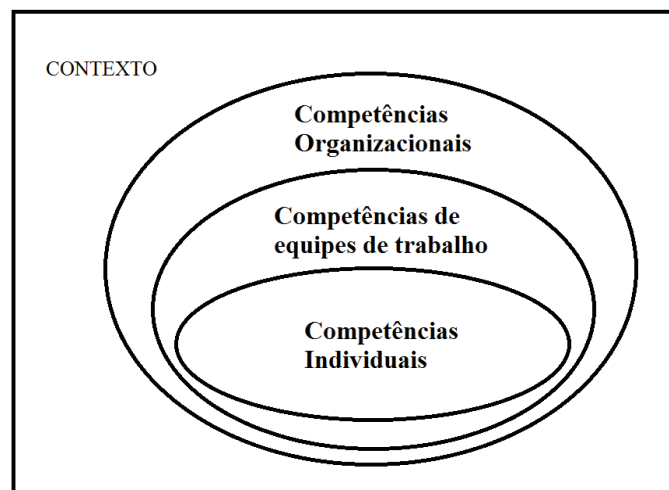 CONTEXTO
Competências
Organizacionais
Competências de
equipes de trabalho
Competências
Individuais